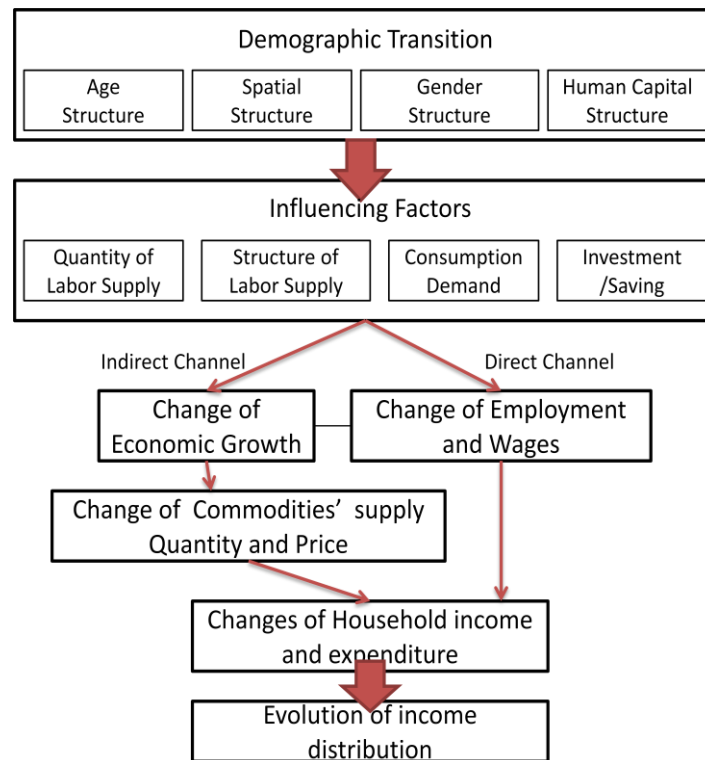 Demographic Transition
Age
Structure
Spatial
Structure
Gender
Structure
Human Capital
Structure
Influencing Factors
Quantity of
Labor Supply
Structure of
Labor Supply
Consumption
Demand
Investment
/Saving
Indirect Channel
Direct Channel
Change of
Economic Growth
Change of Employment
and Wages
Change of Commodities' supply
Quantity and Price
Changes of Household income
and expenditure
Evolution of income
distribution